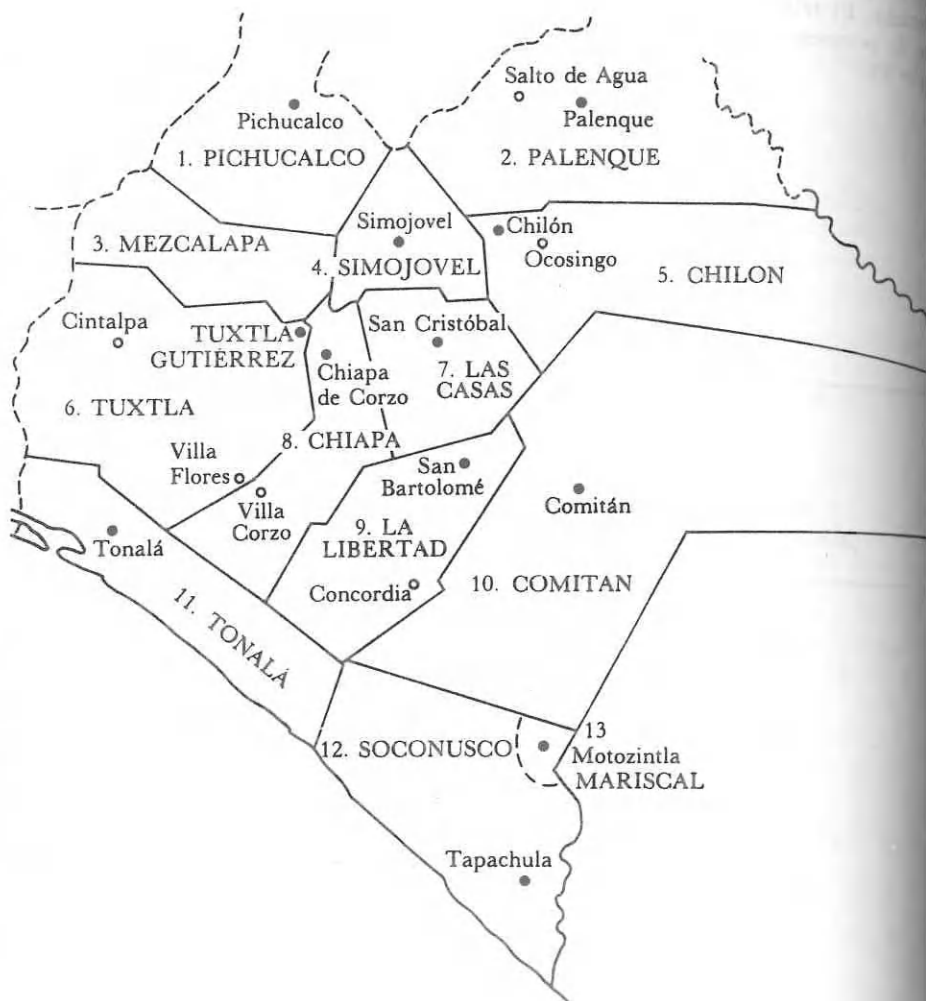 Salto de Agua
Pichucalco
Palenque
1. PICHUCALCO
2. PALENQUE
Simojovel
Chilón
3. MEZCALAPA
Ocosingo
4. SIMOJOVEL
5. CHILON
Cintalpa
TUXTLA
GUTIÉRREZ
San Cristóbal
Chiapa
de Corzo
7. LAS
CASAS
6. TUXTLA
8. CHIAPA
Villa
Flores
San
Bartolomé
Villa
Corzo
Comitán
9. LA
LIBERTAD
Tonalá
Concordia
10. COMITAN
11. TONALÁ
12. SOCONUSCO
13
Motozintla
MARISCAL
Tapachula